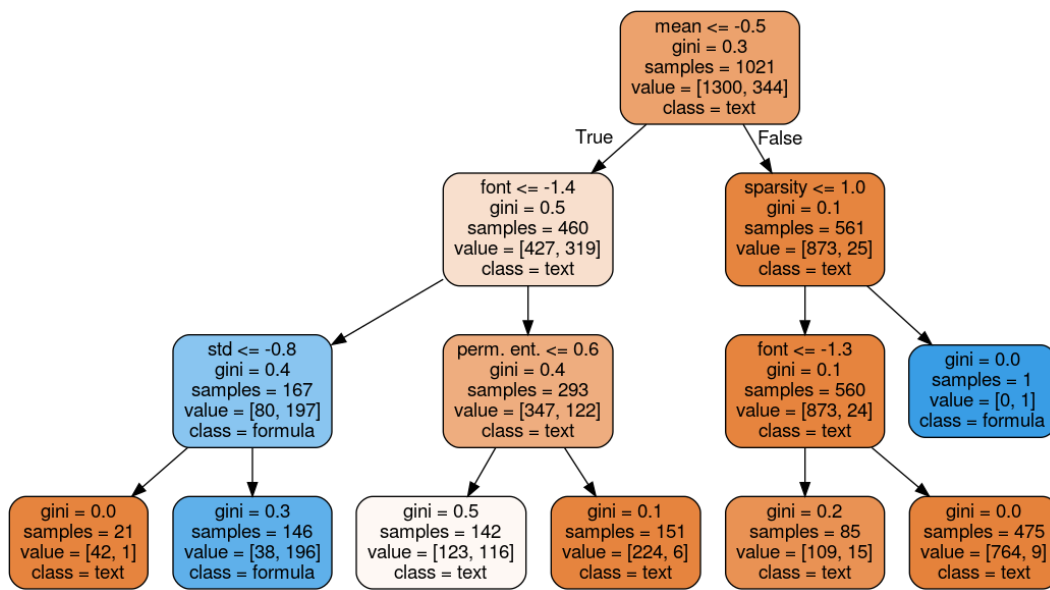 mean <= -0.5
gini = 0.3
samples = 1021
value = [1300, 344]
class = text
True
False
font <= -1.4
gini = 0.5
samples = 460
value = [427, 319]
class = text
sparsity <= 1.0
gini = 0.1
samples = 561
value = [873, 25]
class = text
std <= -0.8
gini = 0.4
samples = 167
value = [80, 197]
class = formula
perm. ent. <= 0.6
gini = 0.4
samples = 293
value = [347, 122]
class = text
font <= -1.3
gini = 0.1
samples = 560
value = [873, 24]
class = text
gini = 0.0
samples = 1
value = [0, 1]
class = formula
gini = 0.0
samples = 21
value = [42, 1]
class = text
gini = 0.3
samples = 146
value = [38, 196]
class = formula
gini = 0.5
samples = 142
value = [123, 116]
class = text
gini = 0.1
samples = 151
value = [224, 6]
class = text
gini = 0.2
samples = 85
value = [109, 15]
class = text
gini = 0.0
samples = 475
value = [764, 9]
class = text